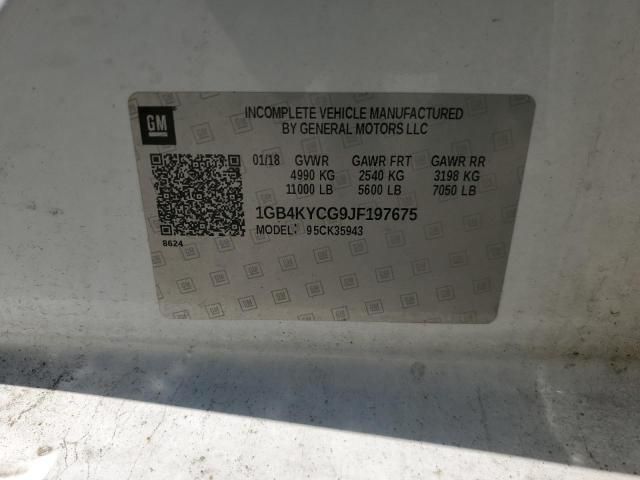 GM
INCOMPLETE VEHICLE MANUFACTURED
BY GENERAL MOTORS LLC
01/18 GVWR GAWR FRT GAWR RR
4990 KG 2540 KG 3198 KG
11000 LB 5600 LB 7050 LB
1GB4KYCG9JF197675
MODEL: 95CK35943
8624